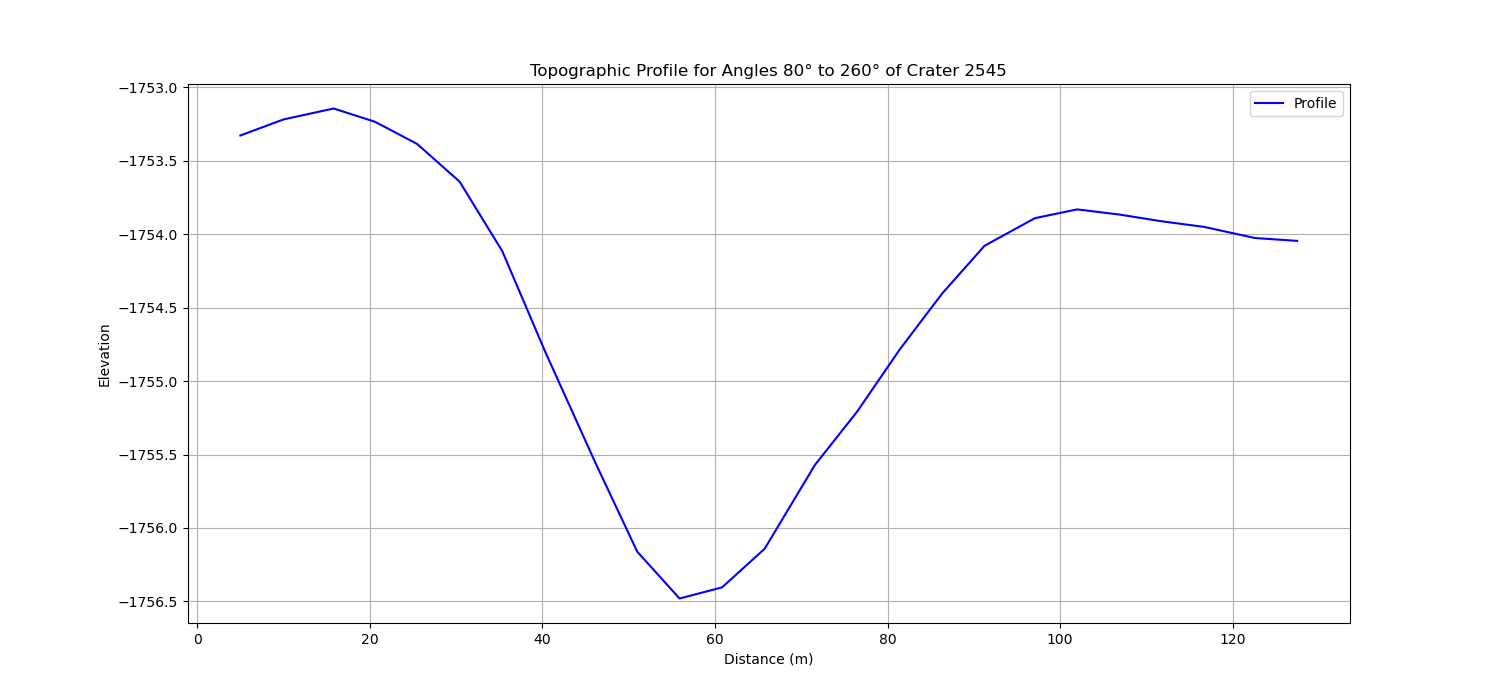 Topographic Profile for Angles 80° to 260° of Crater 2545
Profile
−1753.0
−1753.5
−1754.0
−1754.5
−1755.0
−1755.5
−1756.0
−1756.5
Elevation
0 20 40 60 80 100 120
Distance (m)